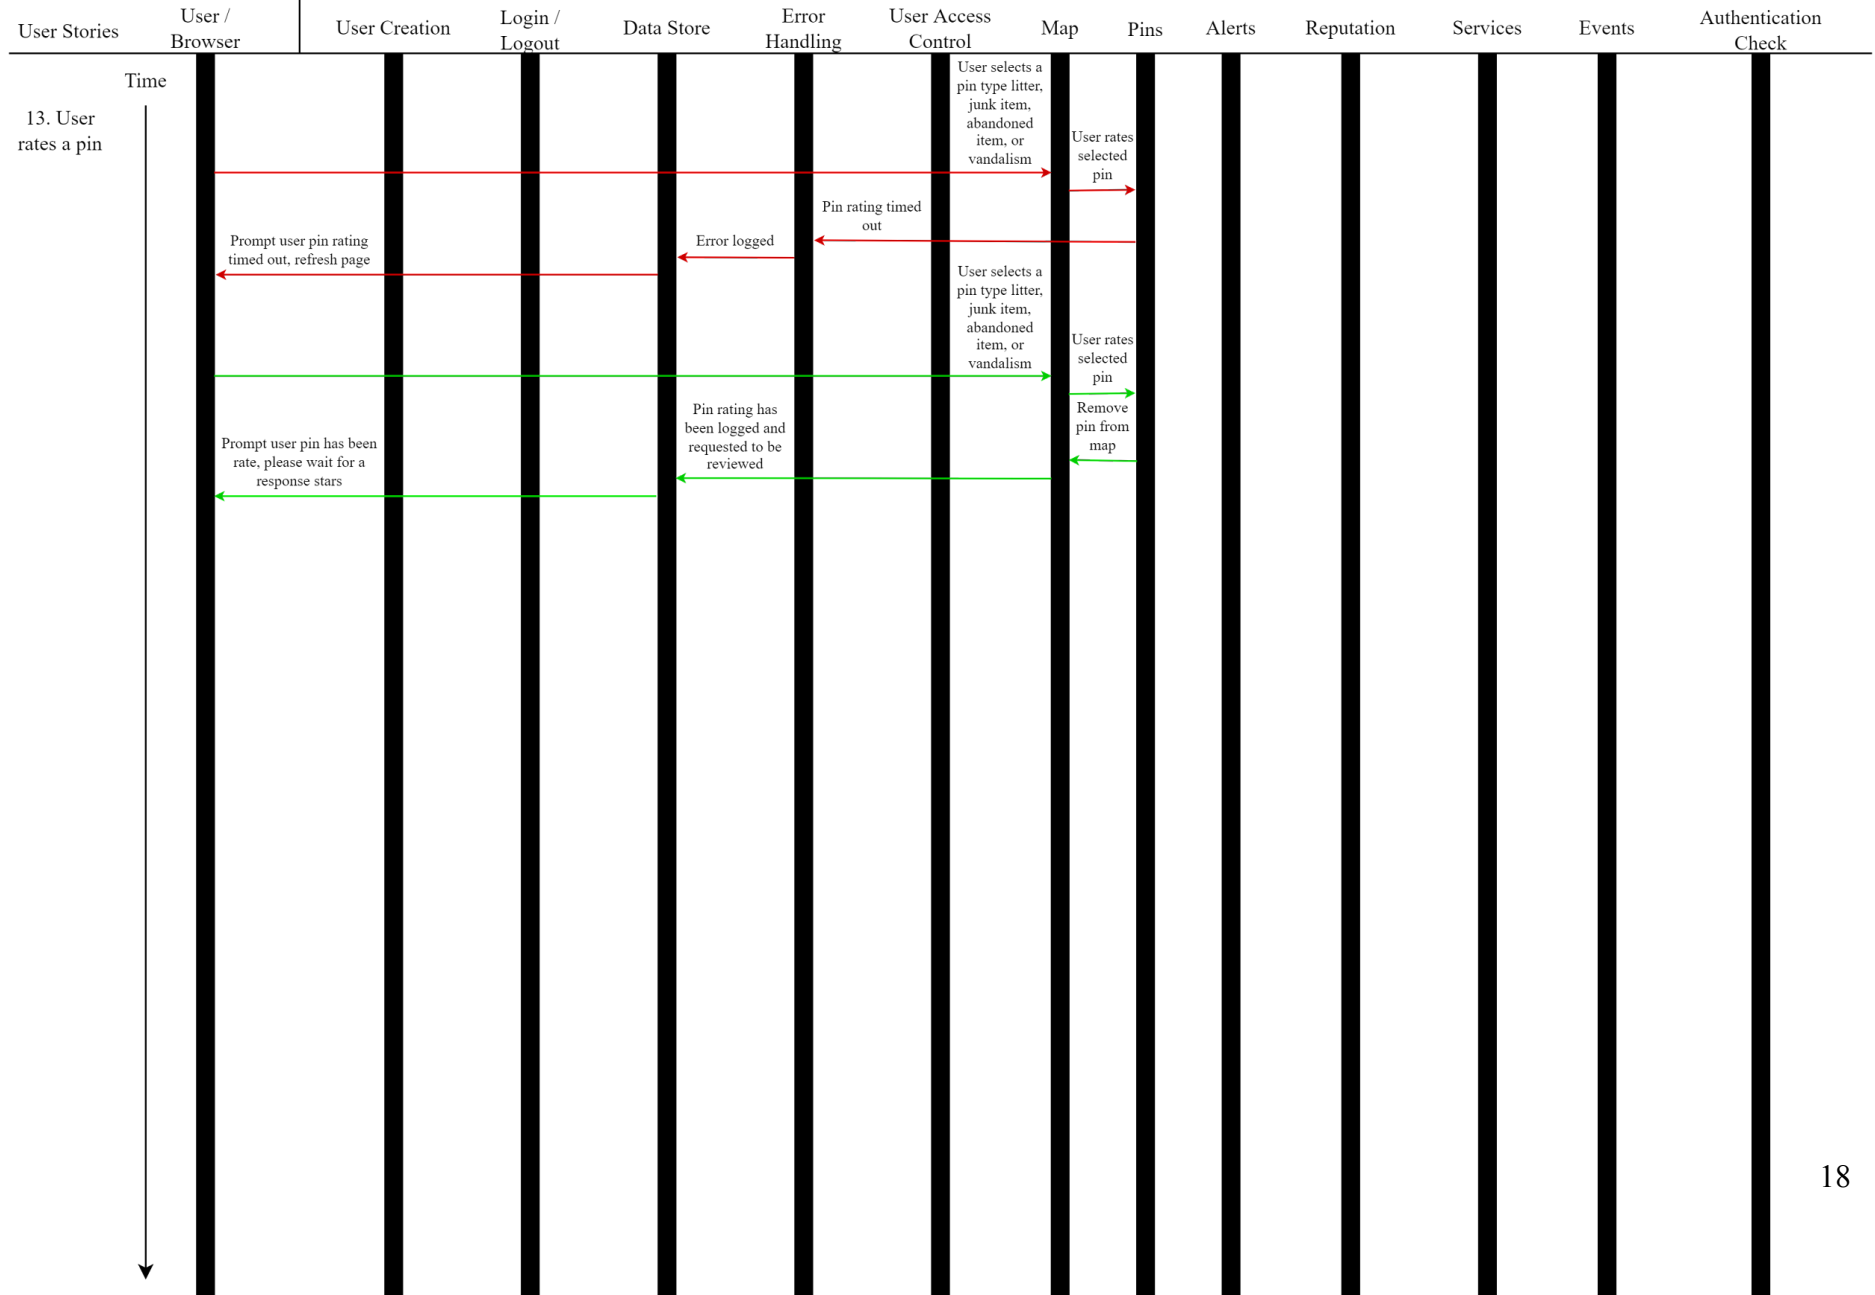 User Stories
User /
Browser
User Creation
Login /
Logout
Data Store
Error
Handling
User Access
Control
Map
Pins
Alerts
Reputation
Services
Events
Authentication
Check
Time
13. User
rates a pin
User selects a
pin type litter,
junk item,
abandoned
item, or
vandalism
User rates
selected
pin
Pin rating timed
out
Error logged
Prompt user pin rating
timed out, refresh page
User selects a
pin type litter,
junk item,
abandoned
item, or
vandalism
User rates
selected
pin
Remove
pin from
map
Pin rating has
been logged and
requested to be
reviewed
Prompt user pin has been
rate, please wait for a
response stars
18